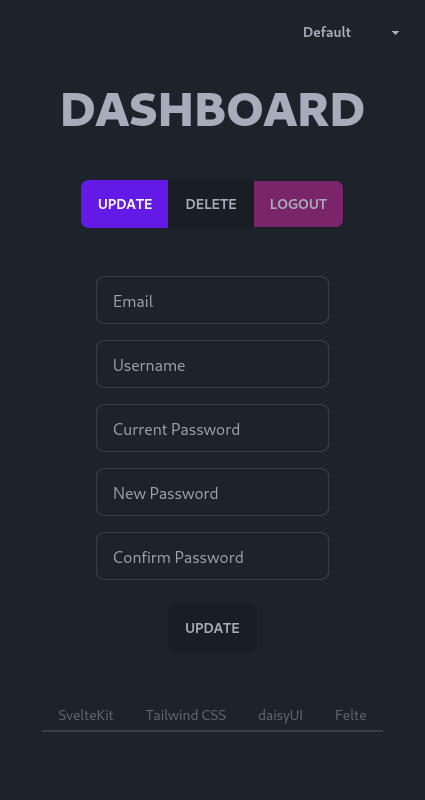 Default
DASHBOARD
UPDATE DELETE LOGOUT
Email
Username
Current Password
New Password
Confirm Password
UPDATE
SvelteKit Tailwind CSS daisyUI Felte